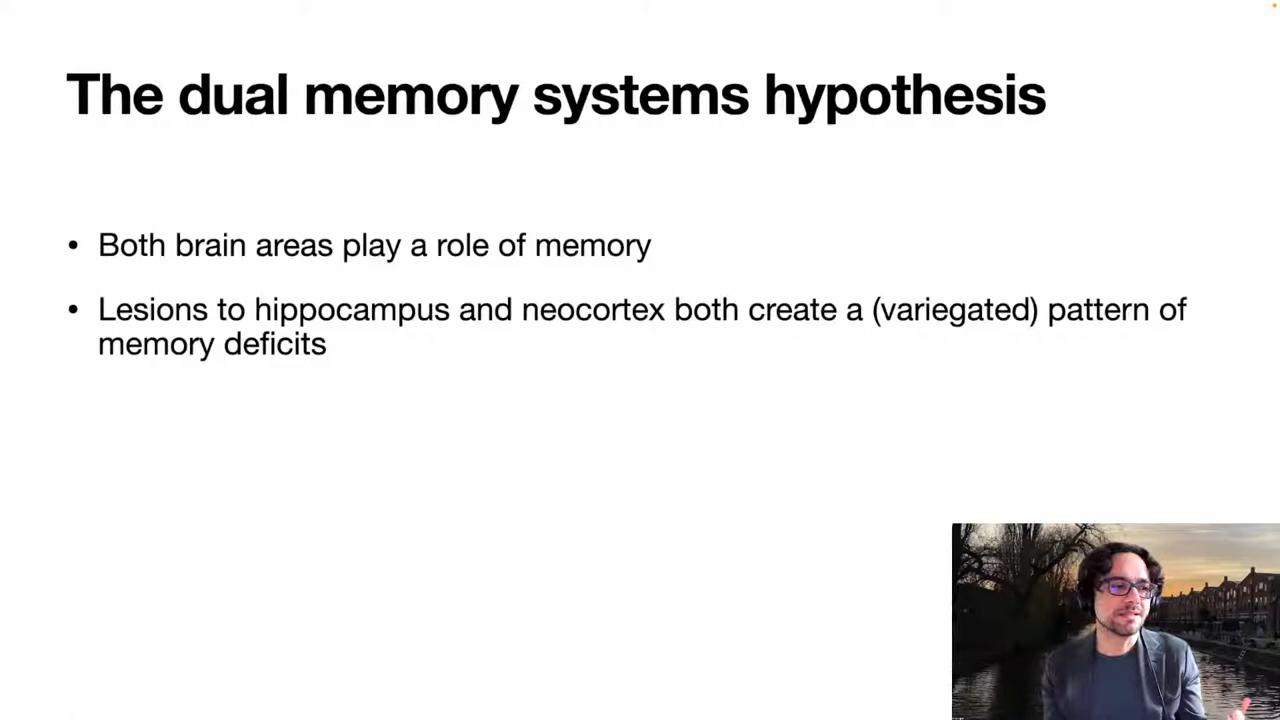 The dual memory systems hypothesis
• Both brain areas play a role of memory
• Lesions to hippocampus and neocortex both create a (variegated) pattern of
memory deficits